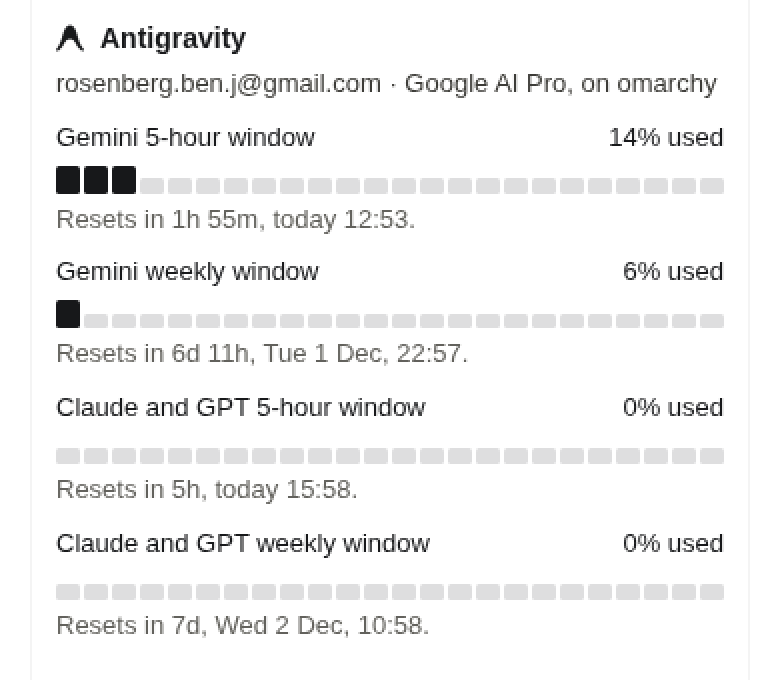 Antigravity
rosenberg.ben.j@gmail.com · Google AI Pro, on omarchy
Gemini 5-hour window 14% used
Resets in 1h 55m, today 12:53.
Gemini weekly window 6% used
Resets in 6d 11h, Tue 1 Dec, 22:57.
Claude and GPT 5-hour window 0% used
Resets in 5h, today 15:58.
Claude and GPT weekly window 0% used
Resets in 7d, Wed 2 Dec, 10:58.